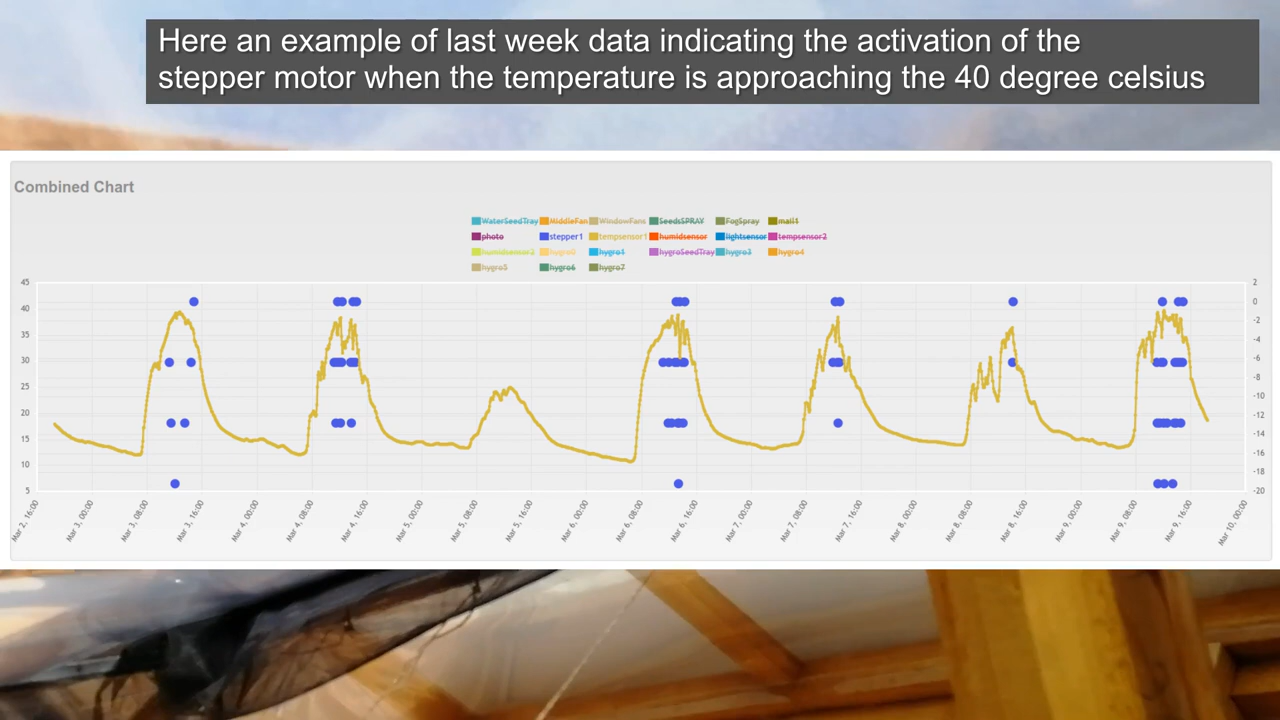 Here an example of last week data indicating the activation of the
stepper motor when the temperature is approaching the 40 degree celsius
Combined Chart
WaterSeedTray MiddleFan WindowFans SeedsSPRAY FogSpray mail1
photo stepper1 tempsensor1 humidsensor lightsensor tempsensor2
humidsensor2 hygro0 hygro1 hygroSeedTray hygro3 hygro4
hygro5 hygro6 hygro7
45 2
40 0
35 -2
30 -4
25 -6
20 -8
15 -10
10 -12
5 -14
-16
-18
-20
Mar 2, 16:00 Mar 3, 00:00 Mar 3, 08:00 Mar 3, 16:00 Mar 4, 00:00 Mar 4, 08:00 Mar 4, 16:00 Mar 5, 00:00 Mar 5, 08:00 Mar 5, 16:00 Mar 6, 00:00 Mar 6, 08:00 Mar 6, 16:00 Mar 7, 00:00 Mar 7, 08:00 Mar 7, 16:00 Mar 8, 00:00 Mar 8, 08:00 Mar 8, 16:00 Mar 9, 00:00 Mar 9, 08:00 Mar 9, 16:00 Mar 10, 00:00